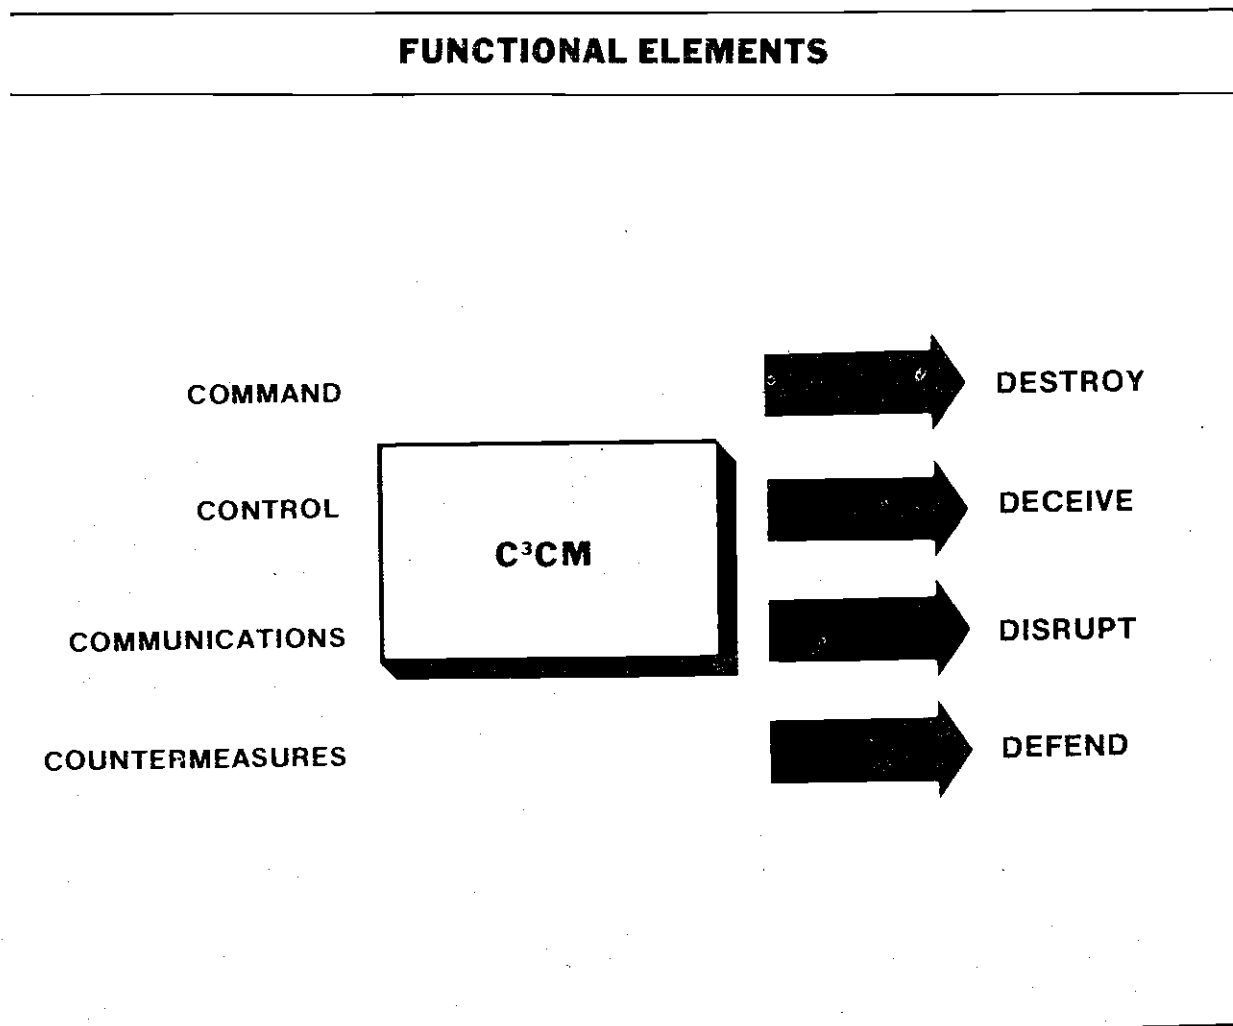 FUNCTIONAL ELEMENTS
COMMAND
CONTROL
COMMUNICATIONS
COUNTERMEASURES
C³CM
DESTROY
DECEIVE
DISRUPT
DEFEND